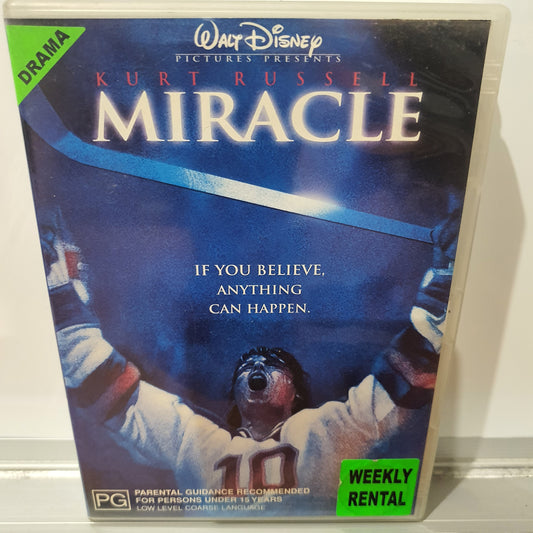 DRAMA
WALT DISNEY
PICTURES PRESENTS
KURT RUSSELL
MIRACLE
IF YOU BELIEVE,
ANYTHING
CAN HAPPEN.
10
PG
PARENTAL GUIDANCE RECOMMENDED
FOR PERSONS UNDER 15 YEARS
LOW LEVEL COARSE LANGUAGE
WEEKLY
RENTAL